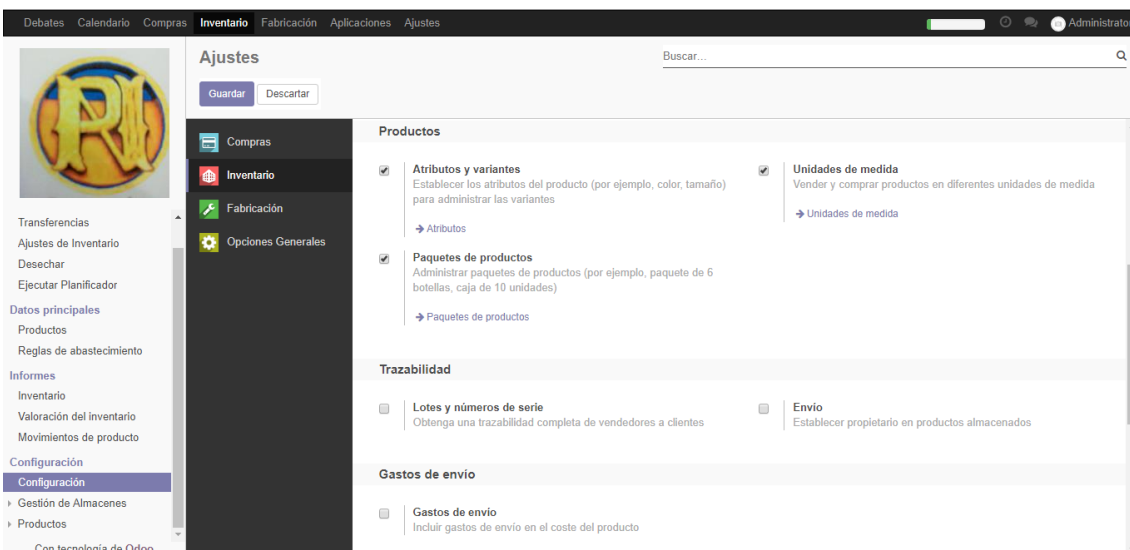 Debates Calendario Compras Inventario Fabricación Aplicaciones Ajustes Administrator
RI
Ajustes
Buscar...
Guardar Descartar
Transferencias
Ajustes de Inventario
Desechar
Ejecutar Planificador
Datos principales
Productos
Reglas de abastecimiento
Informes
Inventario
Valoración del inventario
Movimientos de producto
Configuración
Configuración
Gestión de Almacenes
Productos
Con tecnología de Odoo
Compras
Inventario
Fabricación
Opciones Generales
Productos
Atributos y variantes
Establecer los atributos del producto (por ejemplo, color, tamaño)
para administrar las variantes
Atributos
Unidades de medida
Vender y comprar productos en diferentes unidades de medida
Unidades de medida
Paquetes de productos
Administrar paquetes de productos (por ejemplo, paquete de 6
botellas, caja de 10 unidades)
Paquetes de productos
Trazabilidad
Lotes y números de serie
Obtenga una trazabilidad completa de vendedores a clientes
Envío
Establecer propietario en productos almacenados
Gastos de envío
Gastos de envío
Incluir gastos de envío en el coste del producto